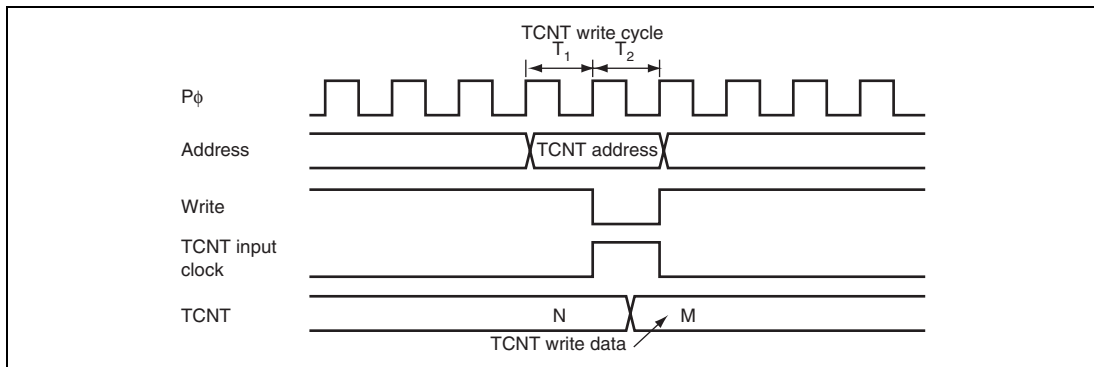 TCNT write cycle
T1 T2
Pϕ
Address
TCNT address
Write
TCNT input
clock
TCNT
N
M
TCNT write data